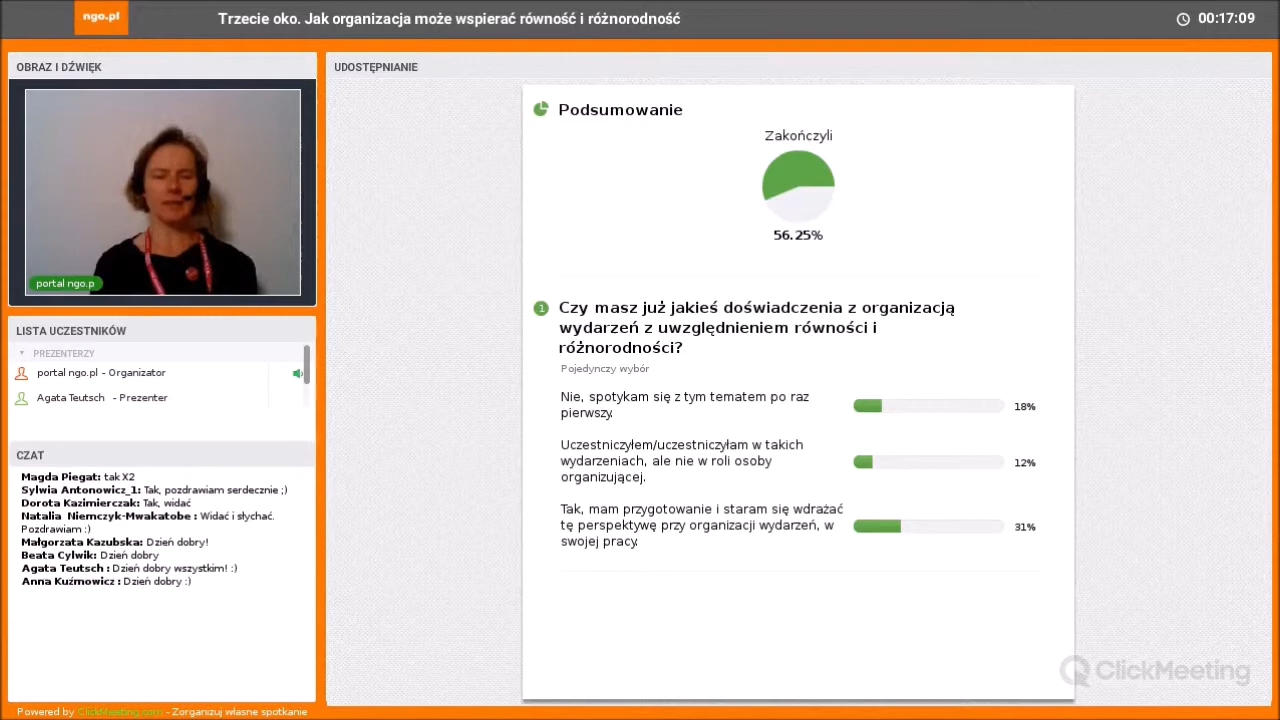 ngo.pl
Trzecie oko. Jak organizacja może wspierać równość i różnorodność
00:17:09
OBRAZ I DŹWIĘK
portal ngo.p
LISTA UCZESTNIKÓW
PREZENTERZY
portal ngo.pl - Organizator
Agata Teutsch - Prezenter
CZAT
Magda Piegat: tak X2
Sylwia Antonowicz_1: Tak, pozdrawiam serdecznie ;)
Dorota Kazimierczak: Tak, widać
Natalia Niemczyk-Mwakatobe : Widać i słychać.
Pozdrawiam :)
Małgorzata Kazubska: Dzień dobry!
Beata Cylwik: Dzień dobry
Agata Teutsch : Dzień dobry wszystkim! :)
Anna Kuźmowicz : Dzień dobry :)
UDOSTĘPNIANIE
Podsumowanie
Zakończyli
56.25%
1 Czy masz już jakieś doświadczenia z organizacją
wydarzeń z uwzględnieniem równości i
różnorodności?
Pojedynczy wybór
Nie, spotykam się z tym tematem po raz
pierwszy.
18%
Uczestniczyłem/uczestniczyłam w takich
wydarzeniach, ale nie w roli osoby
organizującej.
12%
Tak, mam przygotowanie i staram się wdrażać
tę perspektywę przy organizacji wydarzeń, w
swojej pracy.
31%
ClickMeeting
Powered by ClickMeeting.com - Zorganizuj własne spotkanie